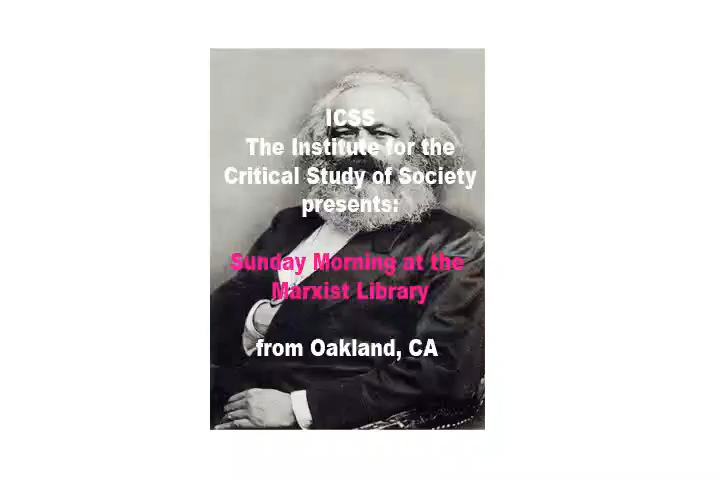 ICSS
The Institute for the
Critical Study of Society
presents:
Sunday Morning at the
Marxist Library
from Oakland, CA